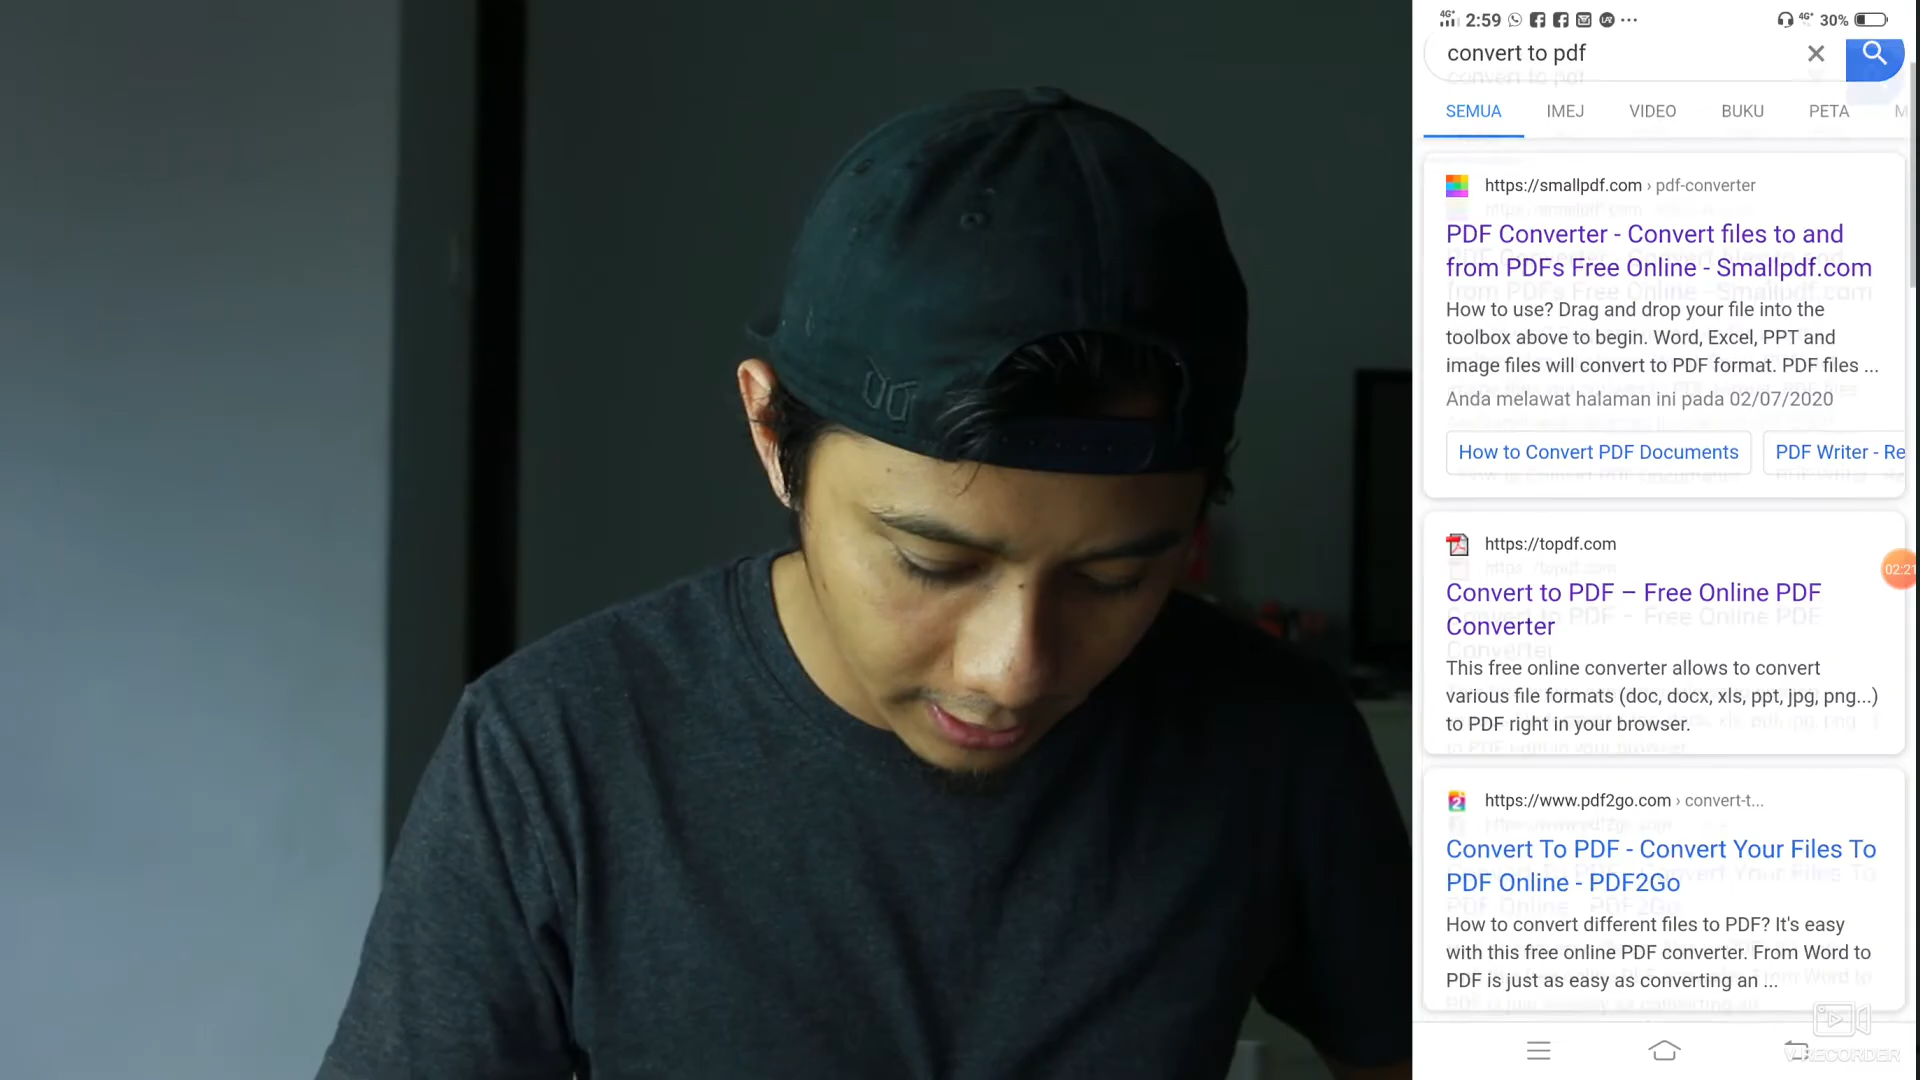 4G+ 2:59 ... 4G+ 30%
convert to pdf
SEMUA IMEJ VIDEO BUKU PETA M
https://smallpdf.com › pdf-converter
PDF Converter - Convert files to and
from PDFs Free Online - Smallpdf.com
How to use? Drag and drop your file into the
toolbox above to begin. Word, Excel, PPT and
image files will convert to PDF format. PDF files ...
Anda melawat halaman ini pada 02/07/2020
How to Convert PDF Documents PDF Writer - Re
https://topdf.com
02:21
Convert to PDF – Free Online PDF
Converter
This free online converter allows to convert
various file formats (doc, docx, xls, ppt, jpg, png...)
to PDF right in your browser.
https://www.pdf2go.com › convert-t...
Convert To PDF - Convert Your Files To
PDF Online - PDF2Go
How to convert different files to PDF? It's easy
with this free online PDF converter. From Word to
PDF is just as easy as converting an ...
V RECORDER